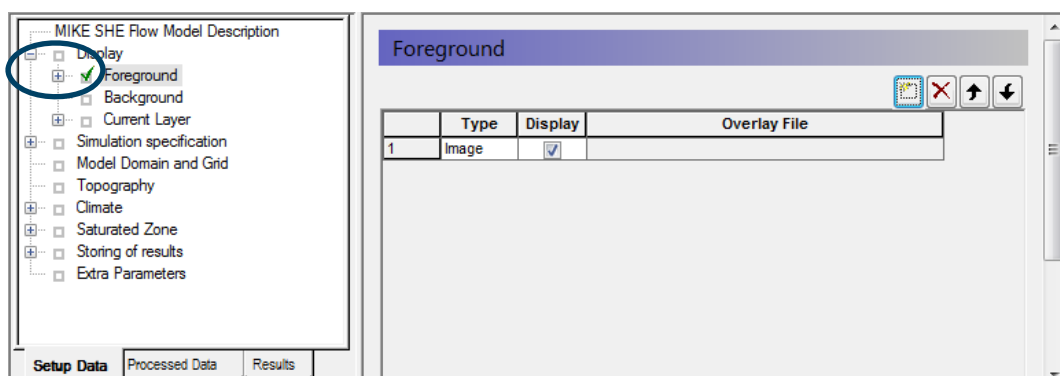 MIKE SHE Flow Model Description
Display
Foreground
Background
Current Layer
Simulation specification
Model Domain and Grid
Topography
Climate
Saturated Zone
Storing of results
Extra Parameters
Setup Data Processed Data Results
Foreground
Type Display Overlay File
1 Image